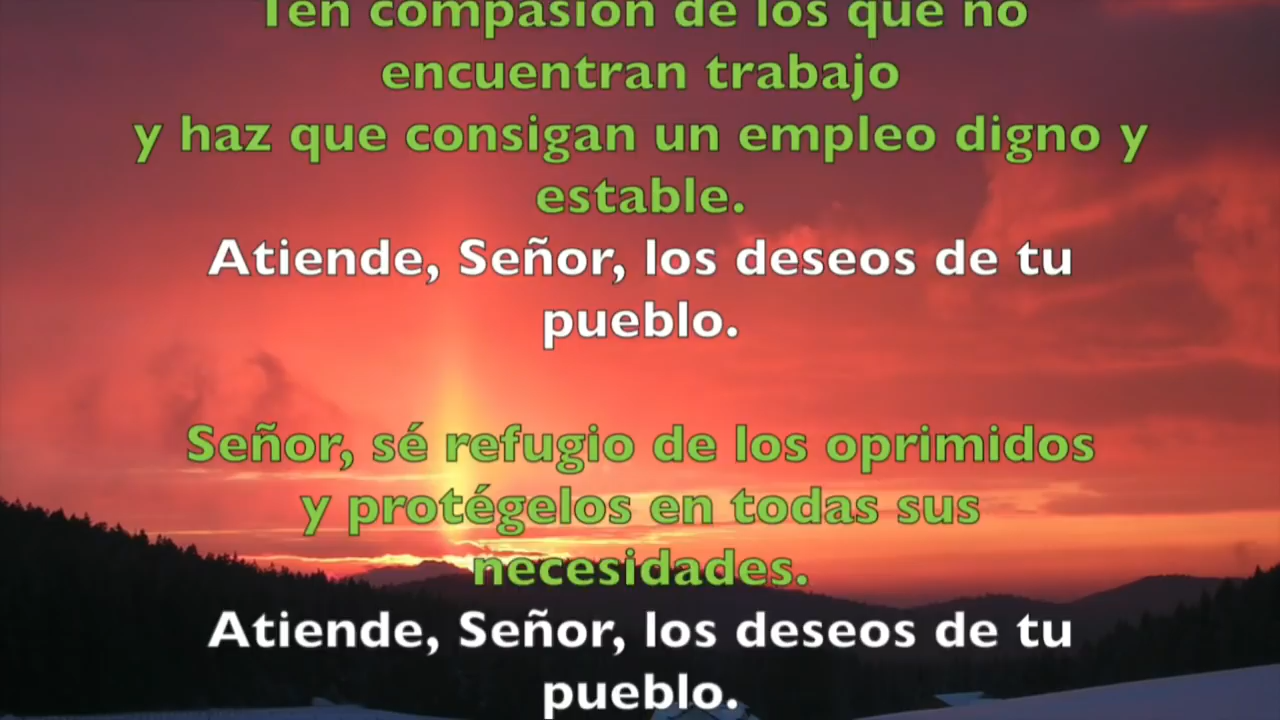 Ten compasión de los que no
encuentran trabajo
y haz que consigan un empleo digno y
estable.
Atiende, Señor, los deseos de tu
pueblo.
Señor, sé refugio de los oprimidos
y protégelos en todas sus
necesidades.
Atiende, Señor, los deseos de tu
pueblo.